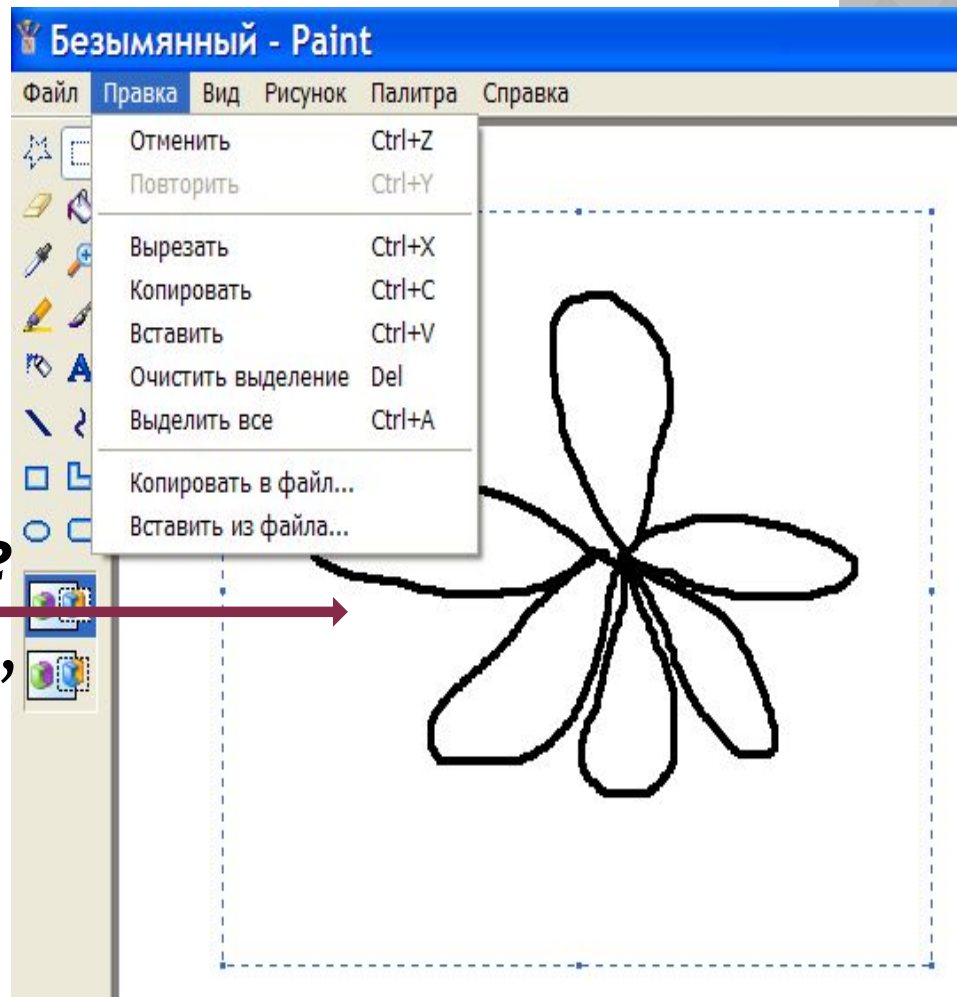 Безымянный - Paint
Файл Правка Вид Рисунок Палитра Справка
Отменить Ctrl+Z
Повторить Ctrl+Y
Вырезать Ctrl+X
Копировать Ctrl+C
Вставить Ctrl+V
Очистить выделение Del
Выделить все Ctrl+A
Копировать в файл...
Вставить из файла...